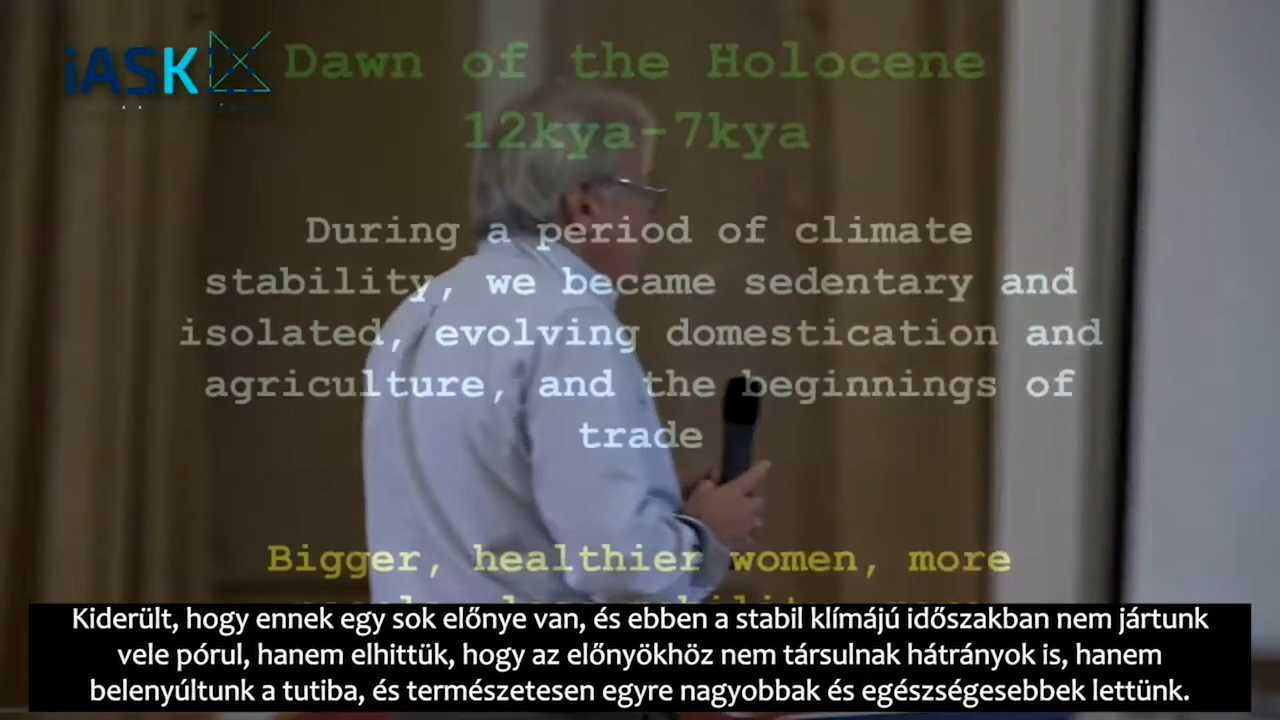 iASK
Dawn of the Holocene
12kya-7kya
During a period of climate
stability, we became sedentary and
isolated, evolving domestication and
agriculture, and the beginnings of
trade
Bigger, healthier women, more
Kiderült, hogy ennek egy sok előnye van, és ebben a stabil klímájú időszakban nem jártunk
vele pórul, hanem elhittük, hogy az előnyökhöz nem társulnak hátrányok is, hanem
belenyúltunk a tutiba, és természetesen egyre nagyobbak és egészségesebbek lettünk.